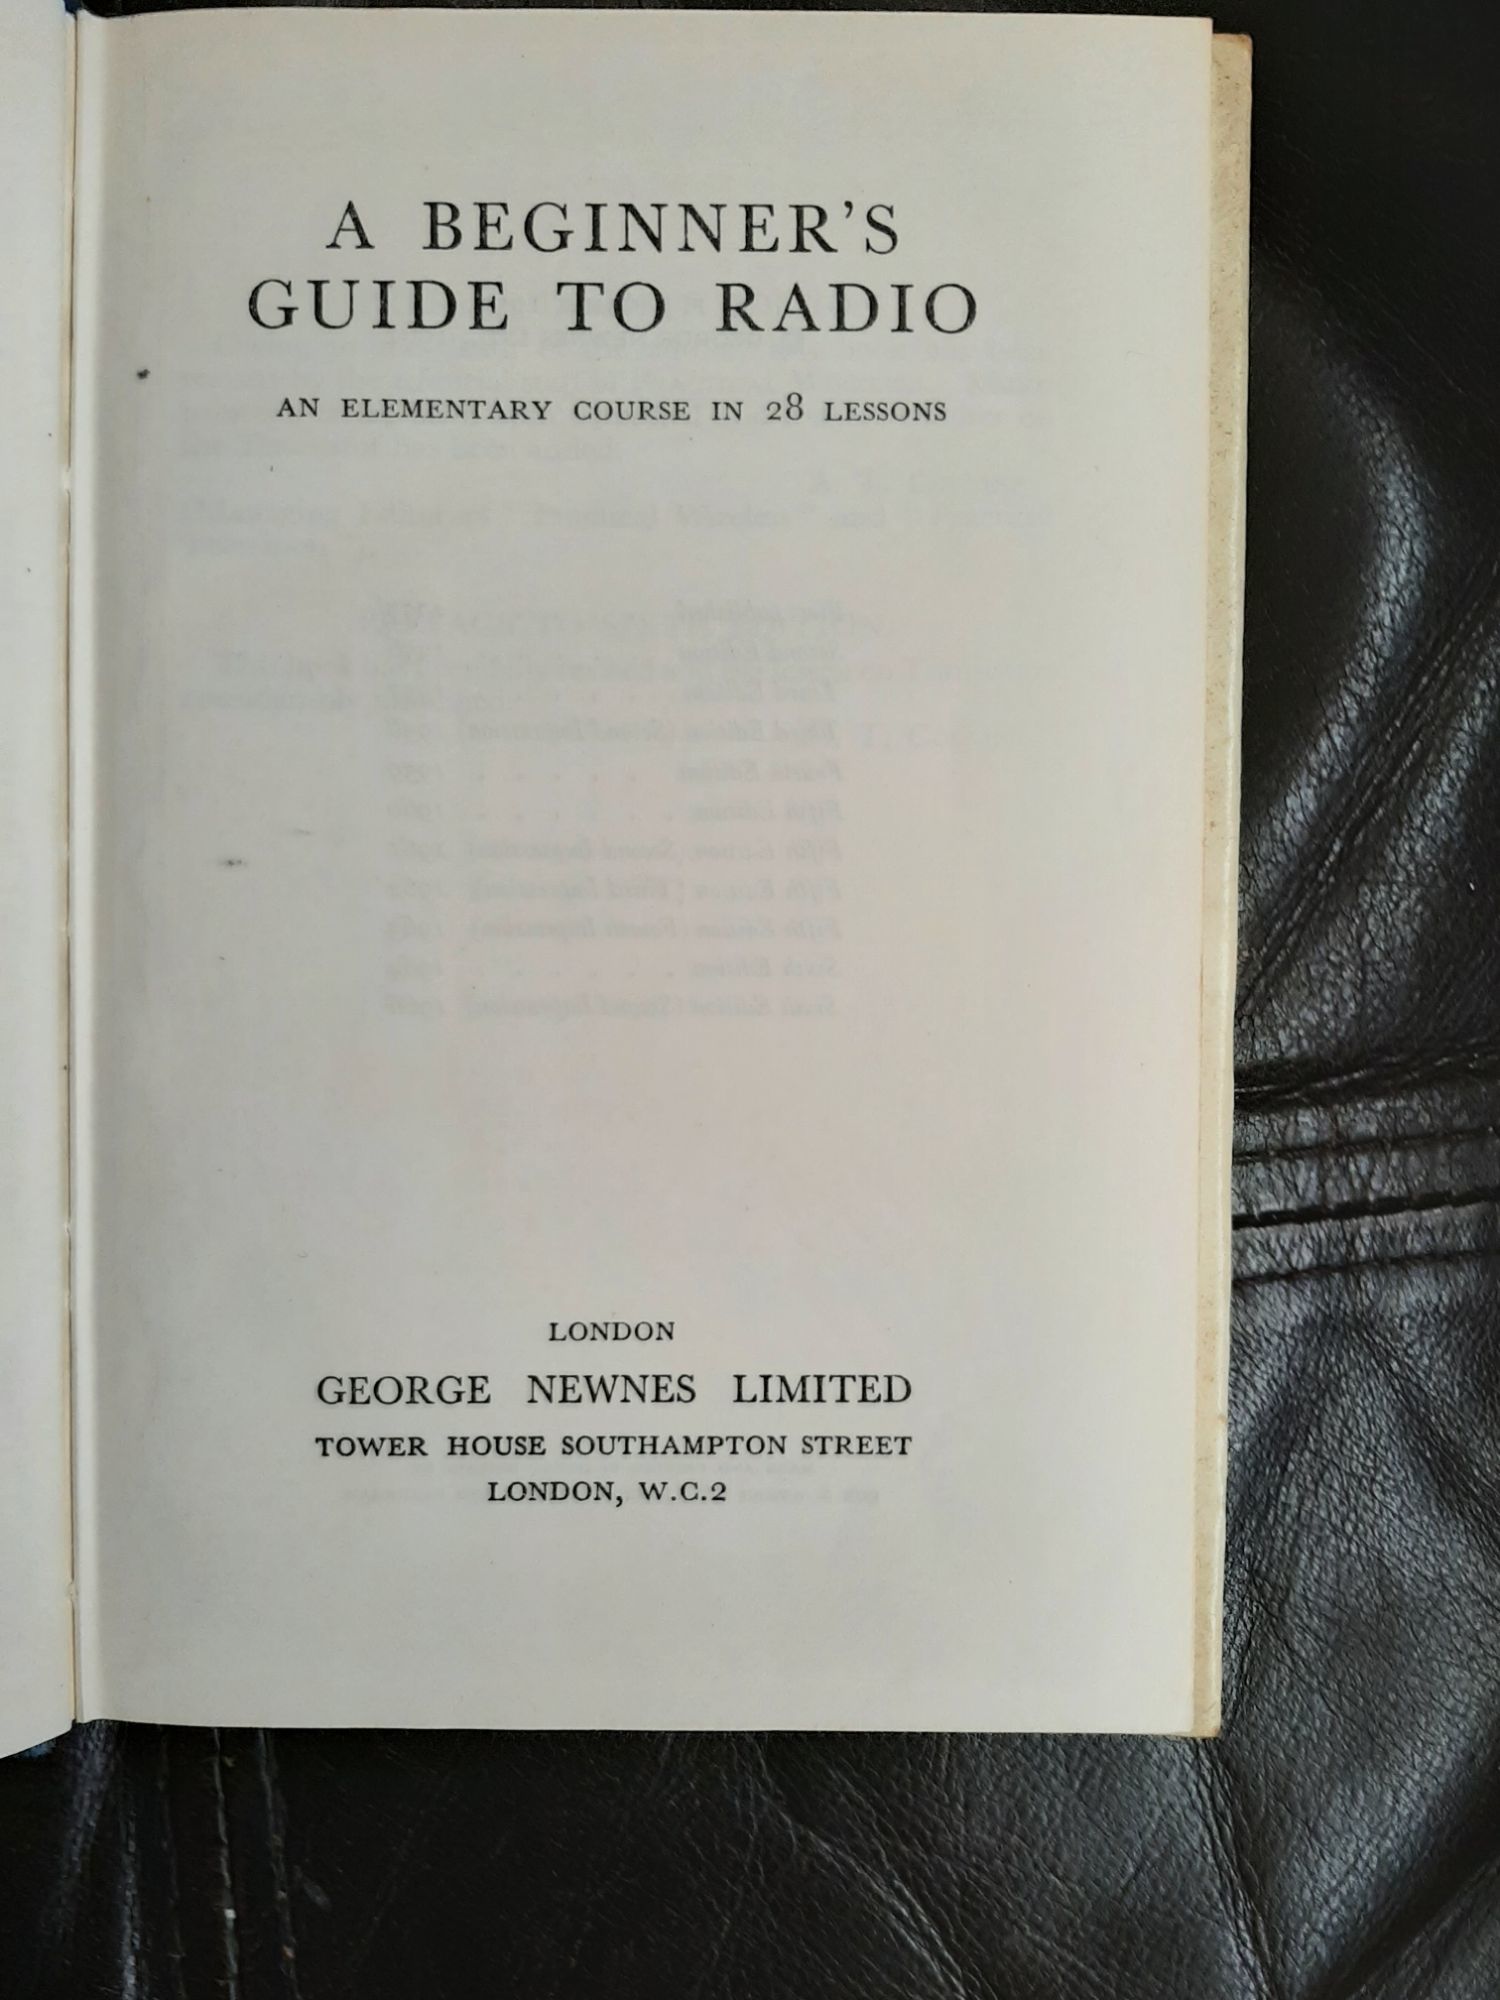 A BEGINNER'S
GUIDE TO RADIO
AN ELEMENTARY COURSE IN 28 LESSONS
LONDON
GEORGE NEWNES LIMITED
TOWER HOUSE SOUTHAMPTON STREET
LONDON, W.C.2